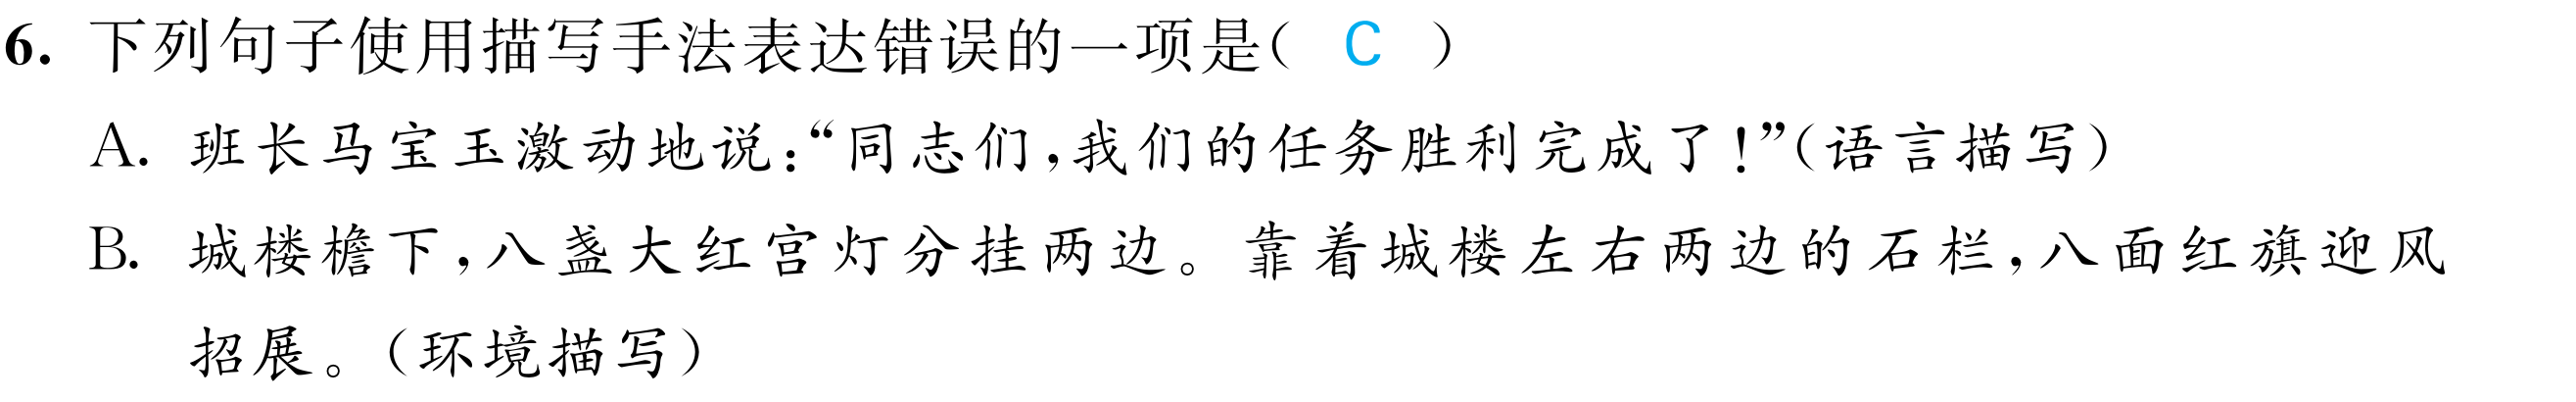 6. 下列句子使用描写手法表达错误的一项是( C )
A. 班长马宝玉激动地说:“同志们,我们的任务胜利完成了!”(语言描写)
B. 城楼檐下,八盏大红宫灯分挂两边。靠着城楼左右两边的石栏,八面红旗迎风
招展。(环境描写)